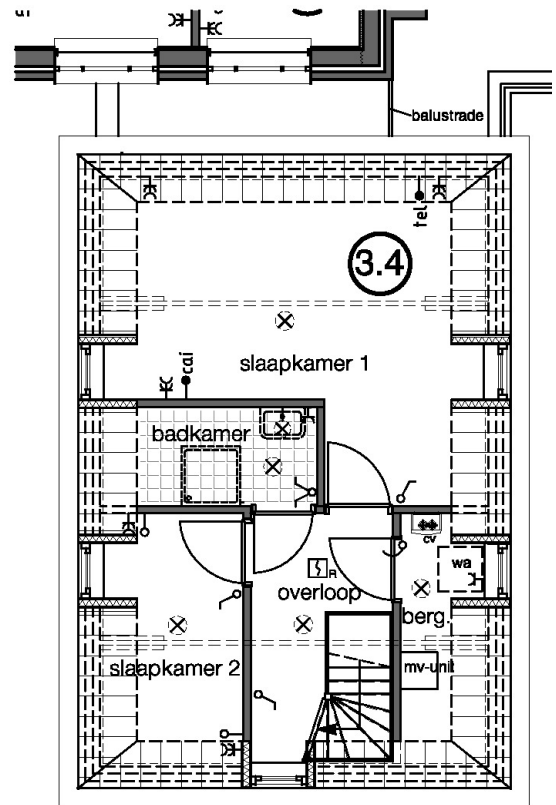 balustrade
tel
3.4
slaapkamer 1
cai
badkamer
cv
wa
R
overloop
berg.
slaapkamer 2
mv-unit